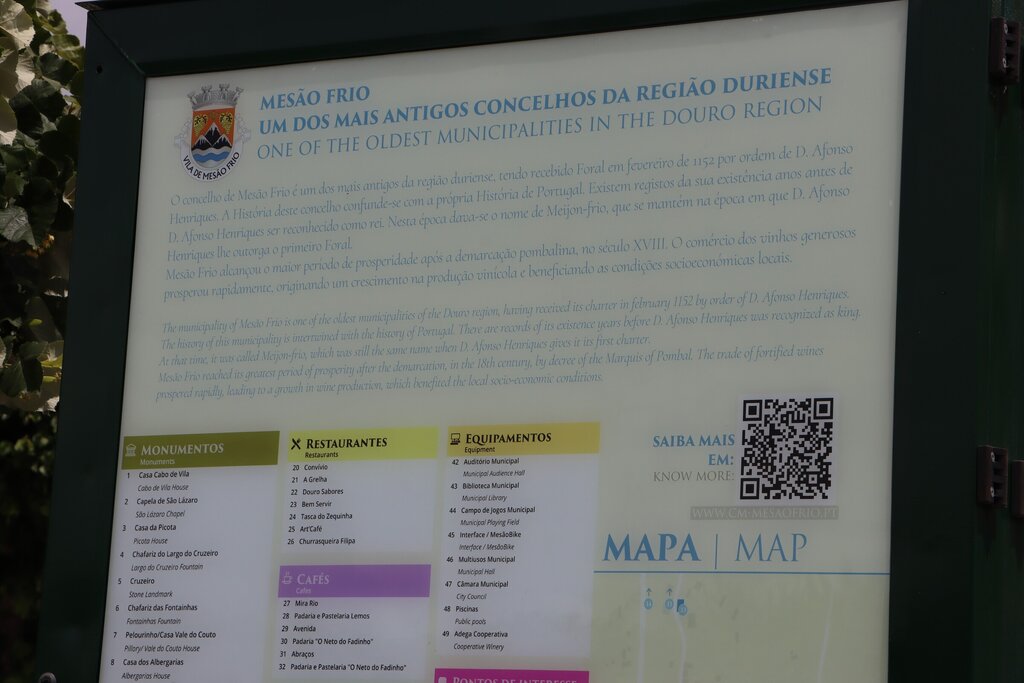 VILA DE MESÃO FRIO
MESÃO FRIO
UM DOS MAIS ANTIGOS CONCELHOS DA REGIÃO DURIENSE
ONE OF THE OLDEST MUNICIPALITIES IN THE DOURO REGION
O concelho de Mesão Frio é um dos mais antigos da região duriense, tendo recebido Foral em fevereiro de 1152 por ordem de D. Afonso
Henriques. A História deste concelho confunde-se com a própria História de Portugal. Existem registos da sua existência anos antes de
D. Afonso Henriques ser reconhecido como rei. Nesta época dava-se o nome de Meijon-frio, que se mantém na época em que D. Afonso
Henriques lhe outorga o primeiro Foral.
Mesão Frio alcançou o maior período de prosperidade após a demarcação pombalina, no século XVIII. O comércio dos vinhos generosos
prosperou rapidamente, originando um crescimento na produção vinícola e beneficiando as condições socioeconómicas locais.
The municipality of Mesão Frio is one of the oldest municipalities of the Douro region, having received its charter in february 1152 by order of D. Afonso Henriques.
The history of this municipality is intertwined with the history of Portugal. There are records of its existence years before D. Afonso Henriques was recognized as king.
At that time, it was called Meijon-frio, which was still the same name when D. Afonso Henriques gives it its first charter.
Mesão Frio reached its greatest period of prosperity after the demarcation, in the 18th century, by decree of the Marquis of Pombal. The trade of fortified wines
prospered rapidly, leading to a growth in wine production, which benefited the local socio-economic conditions.
MONUMENTOS
Monuments
1 Casa Cabo de Vila
Cabo de Vila House
2 Capela de São Lázaro
São Lázaro Chapel
3 Casa da Picota
Picota House
4 Chafariz do Largo do Cruzeiro
Largo do Cruzeiro Fountain
5 Cruzeiro
Stone Landmark
6 Chafariz das Fontainhas
Fontainhas Fountain
7 Pelourinho/Casa Vale do Couto
Pillory/ Vale do Couto House
8 Casa dos Albergarias
Albergarias House
RESTAURANTES
Restaurants
20 Convívio
21 A Grelha
22 Douro Sabores
23 Bem Servir
24 Tasca do Zequinha
25 Art'Café
26 Churrasqueira Filipa
CAFÉS
Cafes
27 Mira Rio
28 Padaria e Pastelaria Lemos
29 Avenida
30 Padaria "O Neto do Fadinho"
31 Abraços
32 Padaria e Pastelaria "O Neto do Fadinho"
EQUIPAMENTOS
Equipment
42 Auditório Municipal
Municipal Audience Hall
43 Biblioteca Municipal
Municipal Library
44 Campo de Jogos Municipal
Municipal Playing Field
45 Interface / MesãoBike
Interface / MesãoBike
46 Multiusos Municipal
Municipal Hall
47 Câmara Municipal
City Council
48 Piscinas
Public pools
49 Adega Cooperativa
Cooperative Winery
PONTOS DE INTERESSE
SAIBA MAIS
EM:
KNOW MORE:
WWW.CM-MESAOFRIO.PT
MAPA | MAP